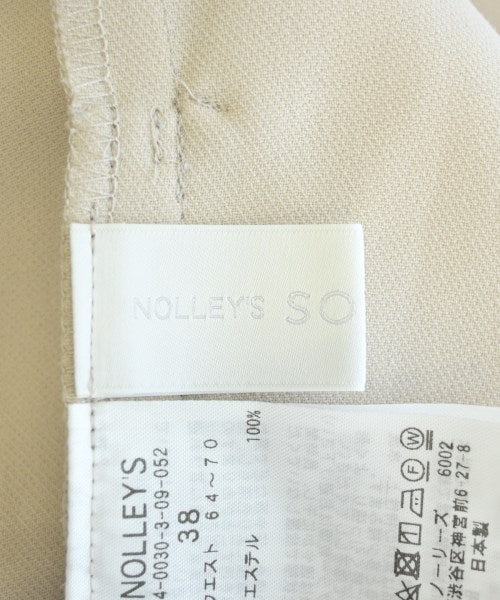 NOLLEY'S SO
NOLLEY'S
4-0030-3-09-052
38
ウエスト 64~70
エステル 100%
ノーリーズ 6002
渋谷区神宮前6-27-8
日本製